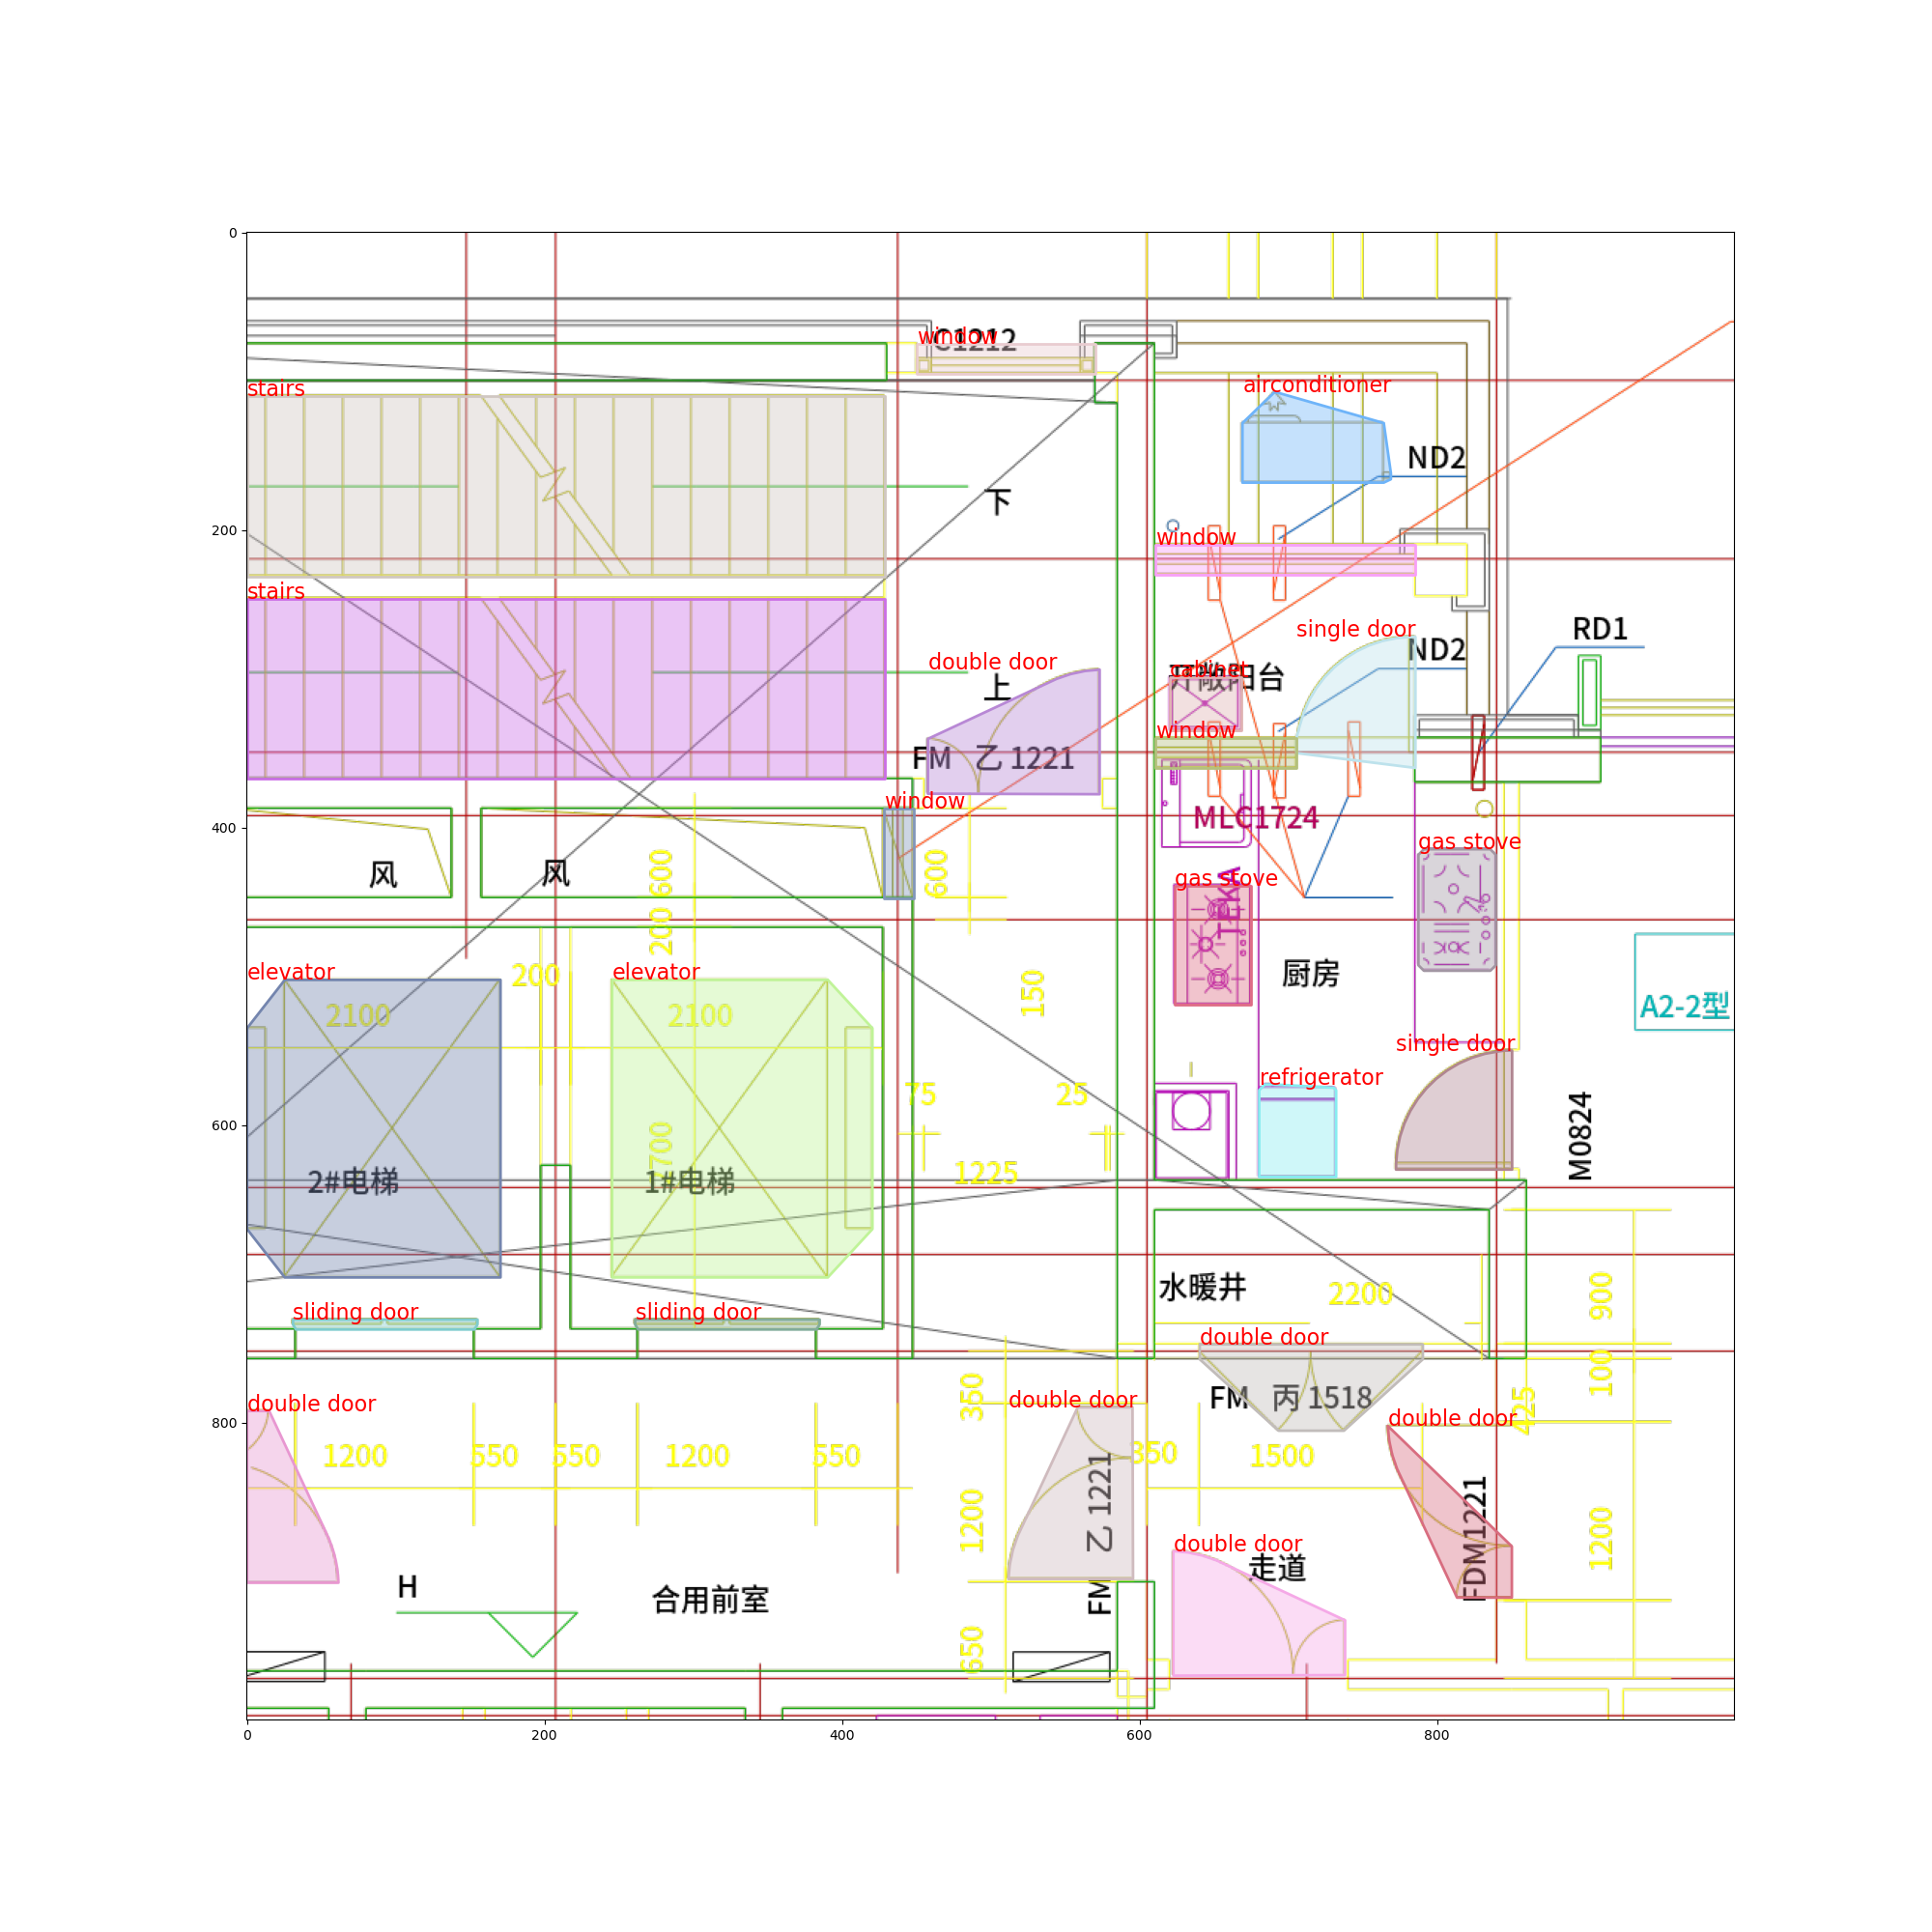 0
window
C1212
stairs
airconditioner
ND2
下
200
window
stairs
RD1
single door
ND2
double door
cabinet
开敞阳台
上
window
FM 乙 1221
window
MLC1724
400
gas stove
风
风
600
600
gas stove
TEKA
200
厨房
elevator
200
elevator
2100
2100
150
A2-2型
single door
refrigerator
75
25
600
M0824
700
1225
2#电梯
1#电梯
水暖井
2200
900
sliding door
sliding door
double door
100
350
FM 丙 1518
double door
double door
425
double door
800
1200
550
550
1200
550
350
1500
FM 乙 1221
1200
FDM1221
1200
double door
走道
H
合用前室
650
0
200
400
600
800